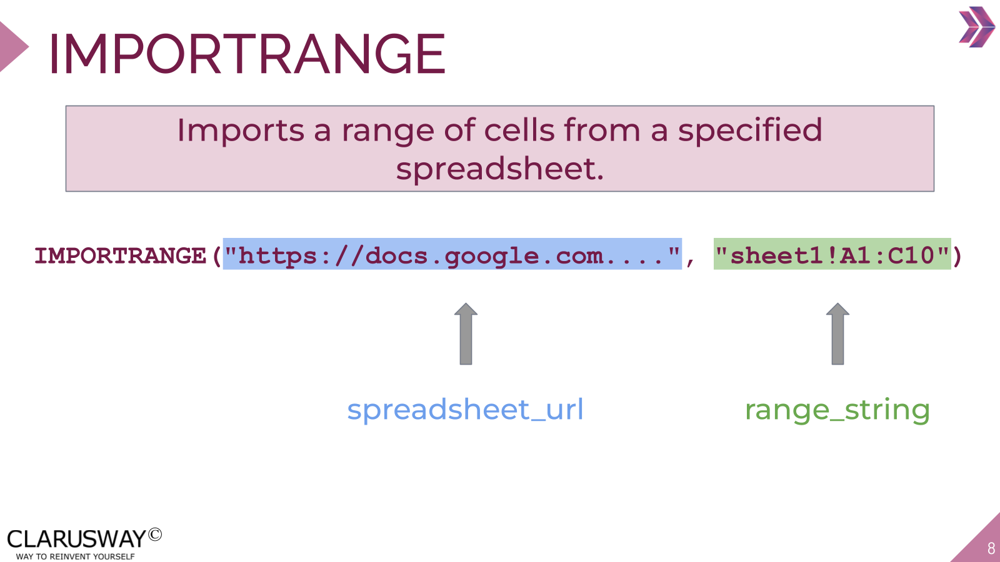 IMPORTRANGE
Imports a range of cells from a specified
spreadsheet.
IMPORTRANGE("https://docs.google.com....", "sheet1!A1:C10")
spreadsheet_url range_string
CLARUSWAY©
WAY TO REINVENT YOURSELF
8